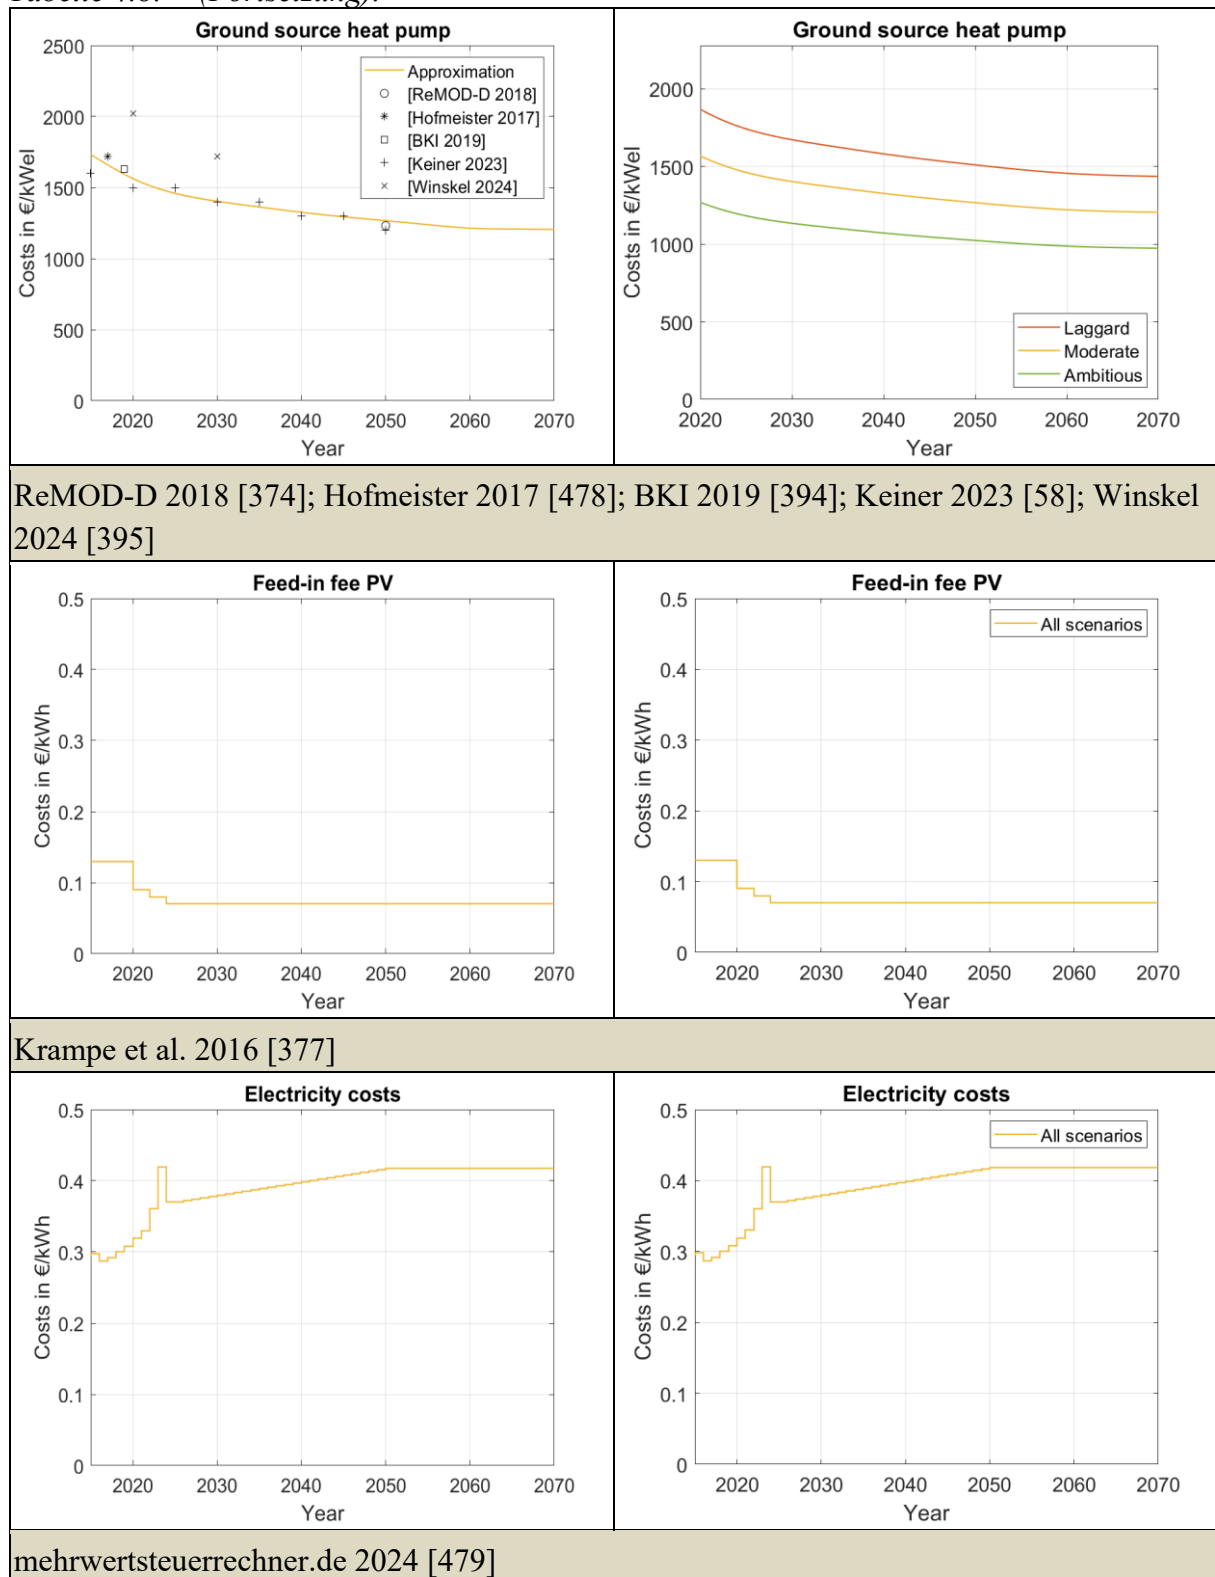 Tabelle 4.6. – (Fortsetzung).
Ground source heat pump
2500
2000
1500
1000
500
0
Costs in €/kWel
2020 2030 2040 2050 2060 2070
Year
Approximation
[ReMOD-D 2018]
[Hofmeister 2017]
[BKI 2019]
[Keiner 2023]
[Winskel 2024]
Ground source heat pump
2000
1500
1000
500
0
Costs in €/kWel
2020 2030 2040 2050 2060 2070
Year
Laggard
Moderate
Ambitious
ReMOD-D 2018 [374]; Hofmeister 2017 [478]; BKI 2019 [394]; Keiner 2023 [58]; Winskel
2024 [395]
Feed-in fee PV
0.5
0.4
0.3
0.2
0.1
0
Costs in €/kWh
2020 2030 2040 2050 2060 2070
Year
Feed-in fee PV
0.5
0.4
0.3
0.2
0.1
0
Costs in €/kWh
2020 2030 2040 2050 2060 2070
Year
All scenarios
Krampe et al. 2016 [377]
Electricity costs
0.5
0.4
0.3
0.2
0.1
0
Costs in €/kWh
2020 2030 2040 2050 2060 2070
Year
Electricity costs
0.5
0.4
0.3
0.2
0.1
0
Costs in €/kWh
2020 2030 2040 2050 2060 2070
Year
All scenarios
mehrwertsteuerrechner.de 2024 [479]